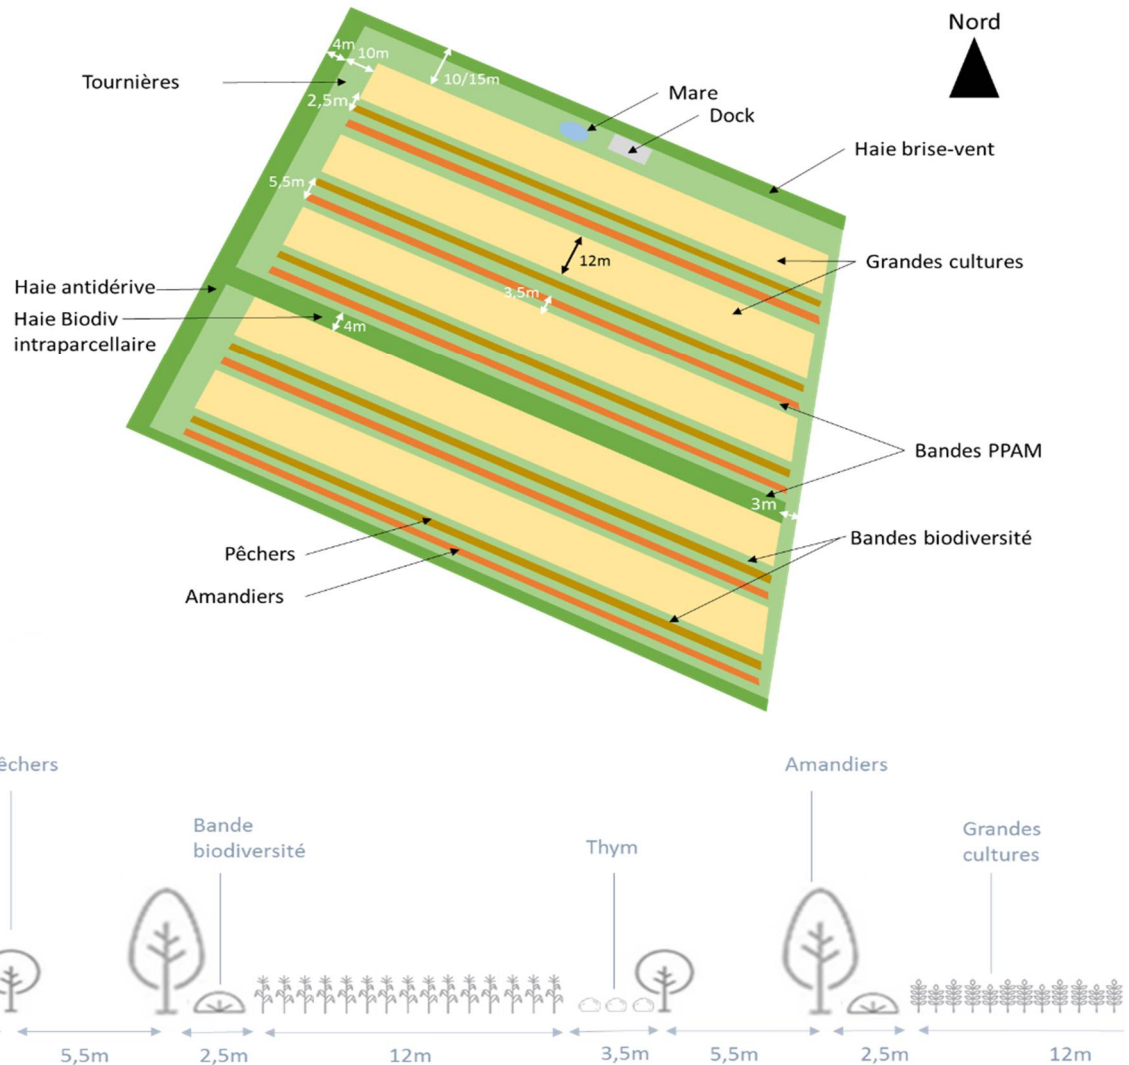 Nord
4m
10m
10/15m
Tournières
2,5m
Mare
Dock
Haie brise-vent
5,5m
12m
Grandes cultures
3,5m
Haie antidérive
Haie Biodiv
intraparcellaire
4m
Bandes PPAM
3m
Bandes biodiversité
Pêchers
Amandiers
êchers
Amandiers
Bande
biodiversité
Thym
Grandes
cultures
5,5m
2,5m
12m
3,5m
5,5m
2,5m
12m